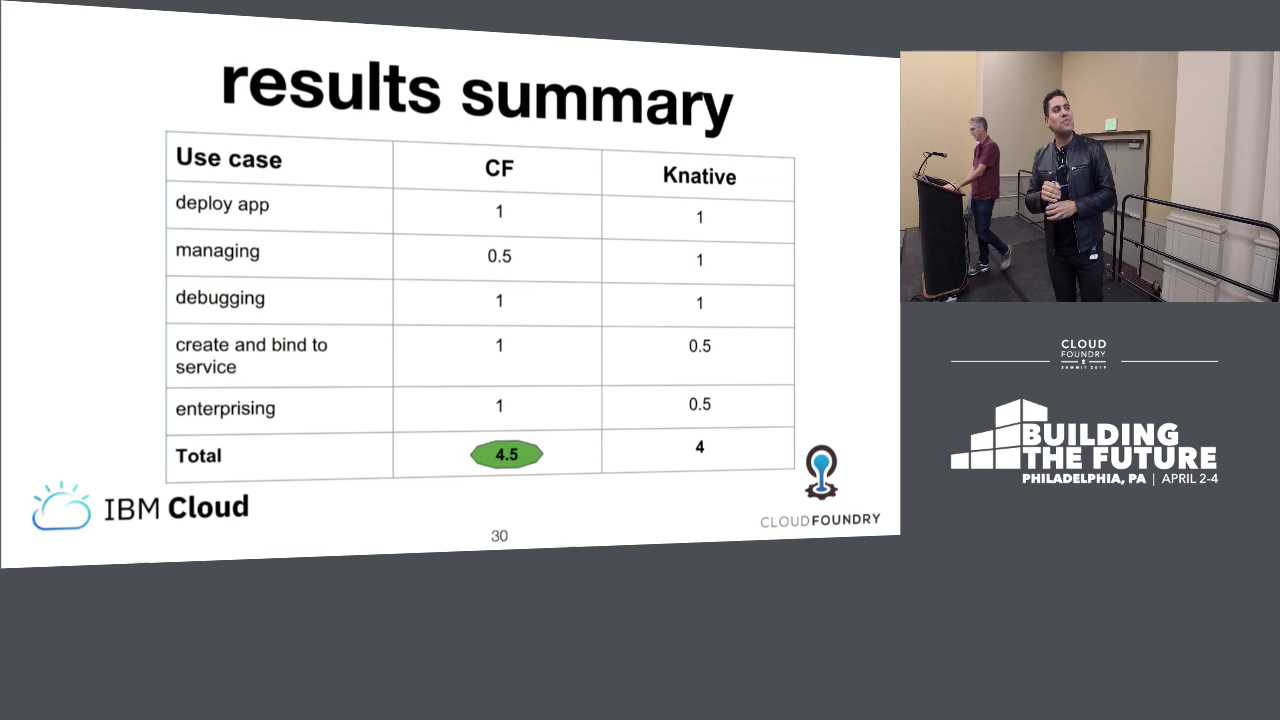 results summary
Use case CF Knative
deploy app 1 1
managing 0.5 1
debugging 1 1
create and bind to
service 1 0.5
enterprising 1 0.5
Total 4.5 4
IBM Cloud
30
CLOUDFOUNDRY
CLOUD
FOUNDRY
SUMMIT 2019
BUILDING
THE FUTURE
PHILADELPHIA, PA | APRIL 2-4